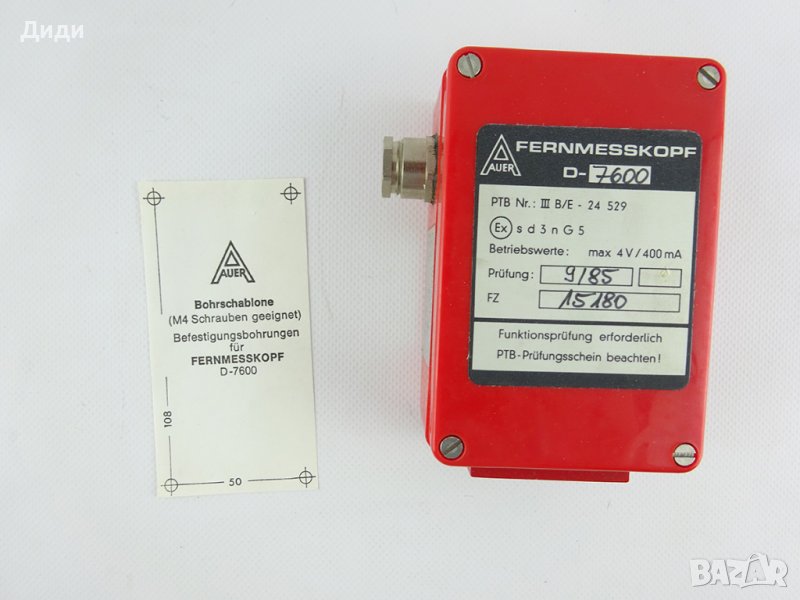 Диди
AUER
Bohrschablone
(M4 Schrauben geeignet)
Befestigungsbohrungen
für
FERNMESSKOPF
D-7600
108
50
AUER
FERNMESSKOPF
D-7600
PTB Nr.: III B/E - 24 529
Ex s d 3 n G 5
Betriebswerte: max 4 V / 400 mA
Prüfung: 9/85
FZ 15180
Funktionsprüfung erforderlich
PTB-Prüfungsschein beachten!
BAZAR